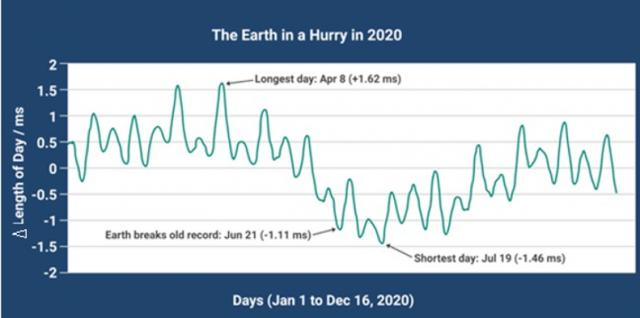 The Earth in a Hurry in 2020
2
1.5
1
0.5
0
-0.5
-1
-1.5
-2
Δ Length of Day / ms
Longest day: Apr 8 (+1.62 ms)
Earth breaks old record: Jun 21 (-1.11 ms)
Shortest day: Jul 19 (-1.46 ms)
Days (Jan 1 to Dec 16, 2020)